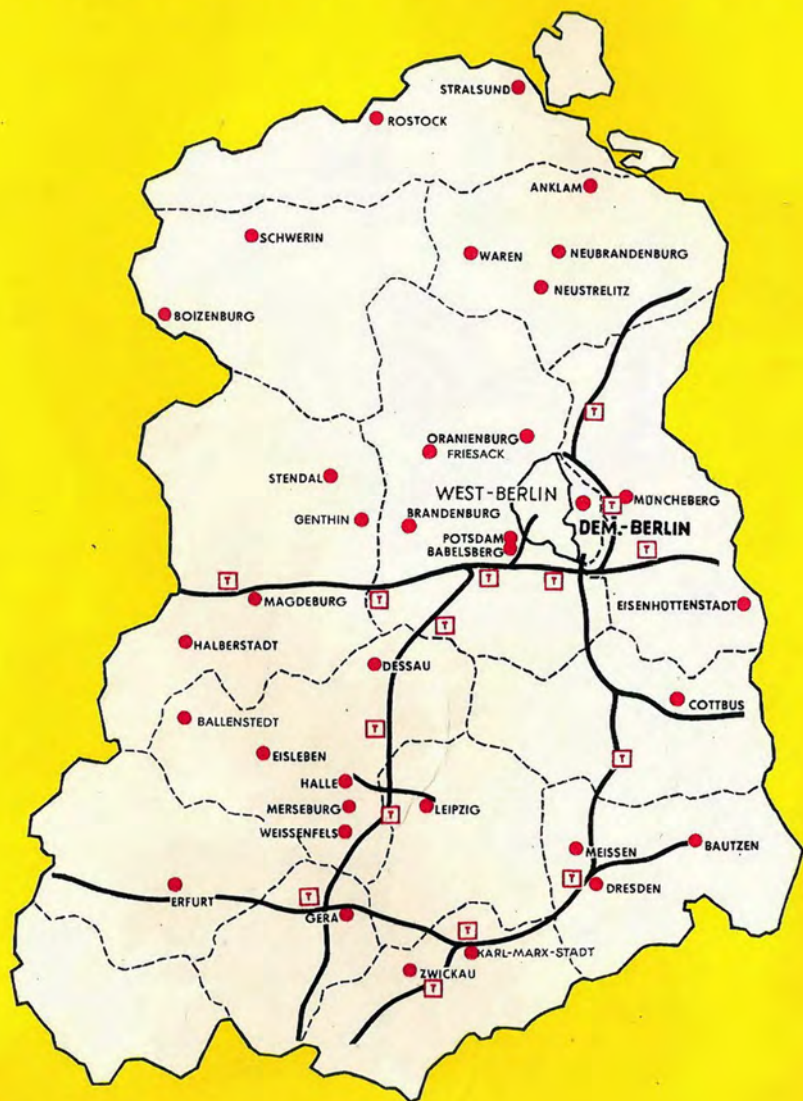 STRALSUND
ROSTOCK
ANKLAM
SCHWERIN
WAREN
NEUBRANDENBURG
NEUSTRELITZ
BOIZENBURG
T
ORANIENBURG
FRIESACK
STENDAL
WEST-BERLIN
MÜNCHEBERG
T
GENTHIN
BRANDENBURG
DEM.-BERLIN
POTSDAM
BABELSBERG
T
T
T
T
MAGDEBURG
T
EISENHÜTTENSTADT
T
HALBERSTADT
DESSAU
COTTBUS
BALLENSTEDT
T
EISLEBEN
T
HALLE
MERSEBURG
LEIPZIG
T
WEISSENFELS
MEISSEN
BAUTZEN
T
DRESDEN
ERFURT
T
GERA
T
KARL-MARX-STADT
ZWICKAU
T